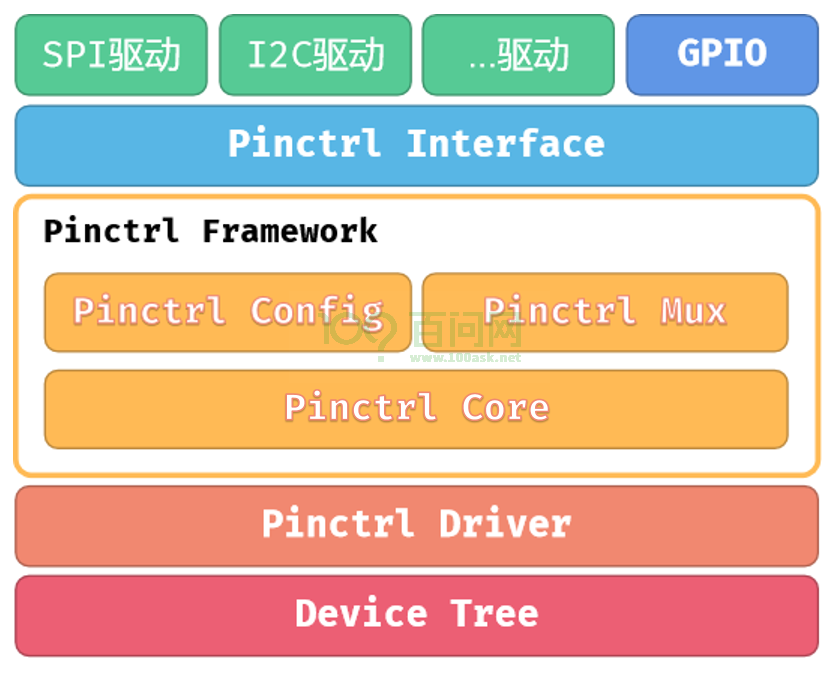 SPI驱动
I2C驱动
...驱动
GPIO
Pinctrl Interface
Pinctrl Framework
Pinctrl Config
Pinctrl Mux
百问网
www.100ask.net
Pinctrl Core
Pinctrl Driver
Device Tree